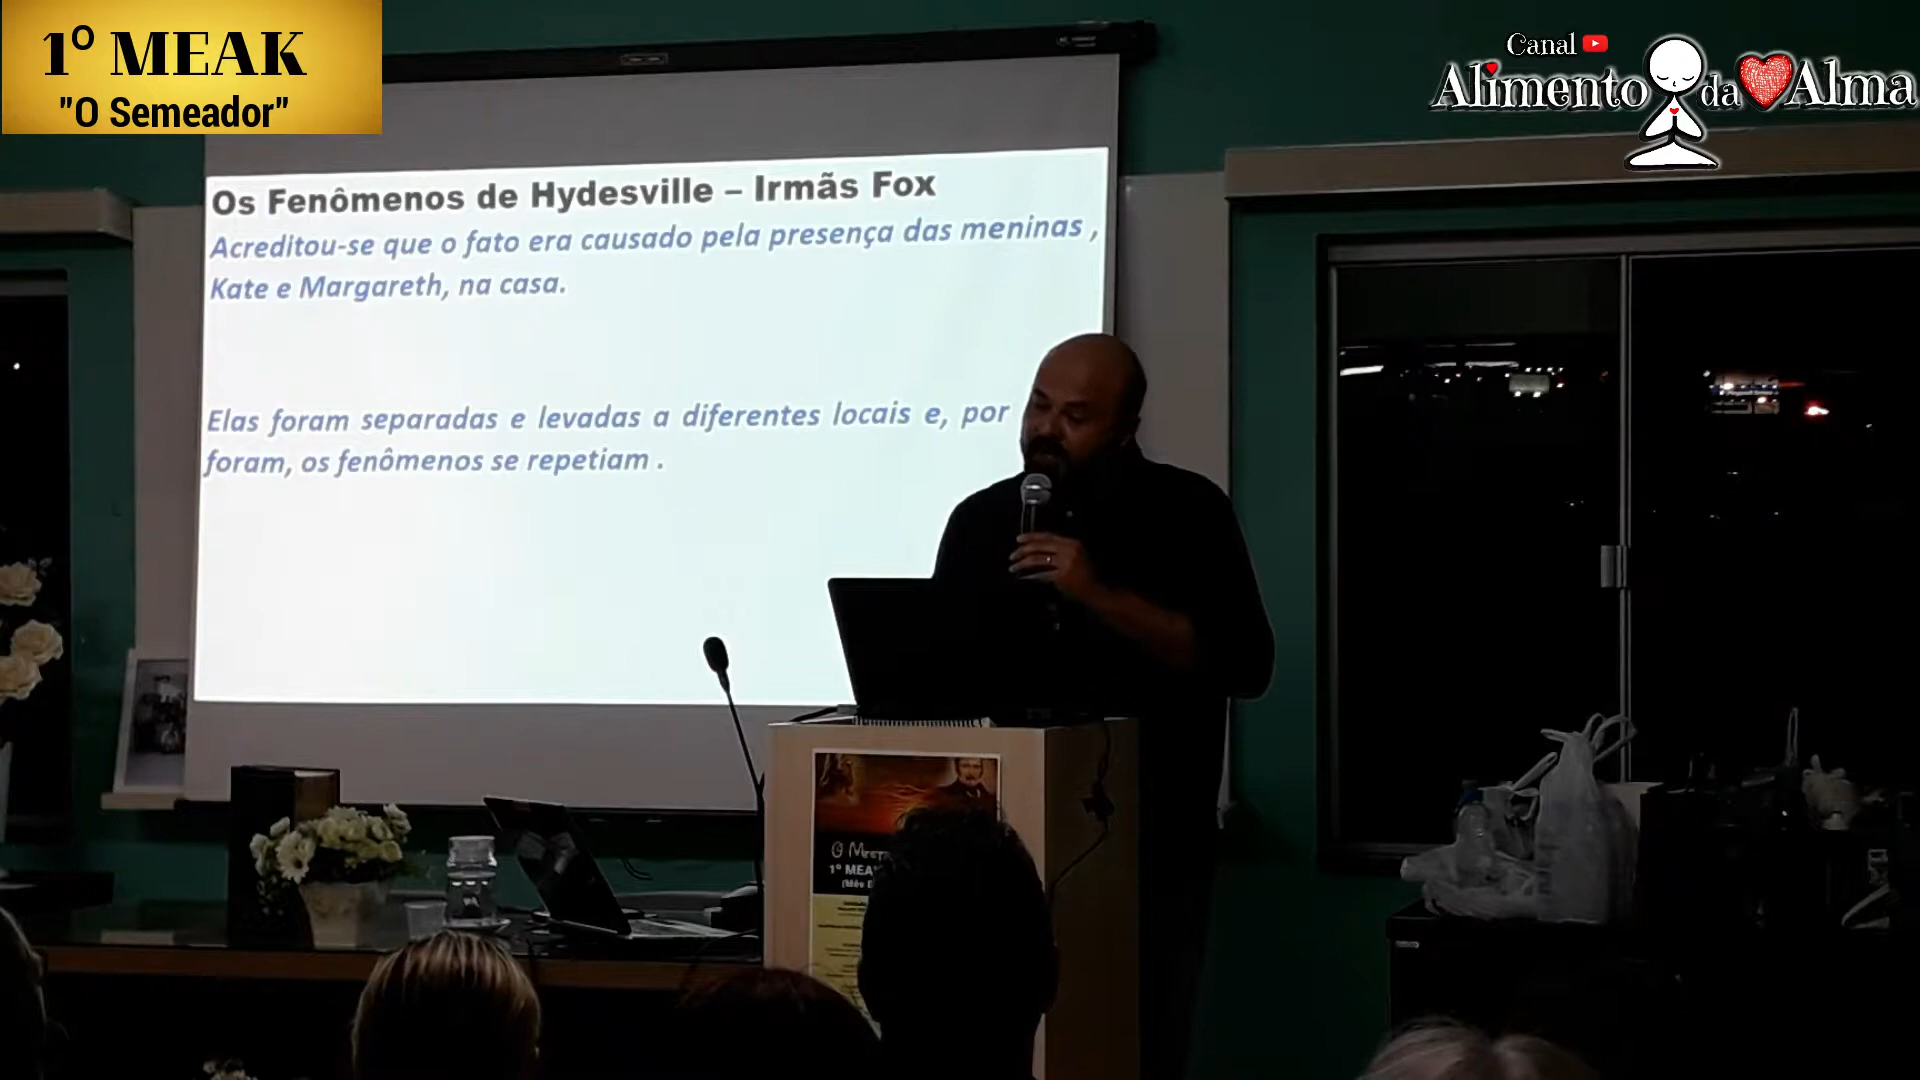 1º MEAK
"O Semeador"
Canal
Alimento da Alma
Os Fenômenos de Hydesville – Irmãs Fox
Acreditou-se que o fato era causado pela presença das meninas ,
Kate e Margareth, na casa.
Elas foram separadas e levadas a diferentes locais e, por
foram, os fenômenos se repetiam .
1º MEA